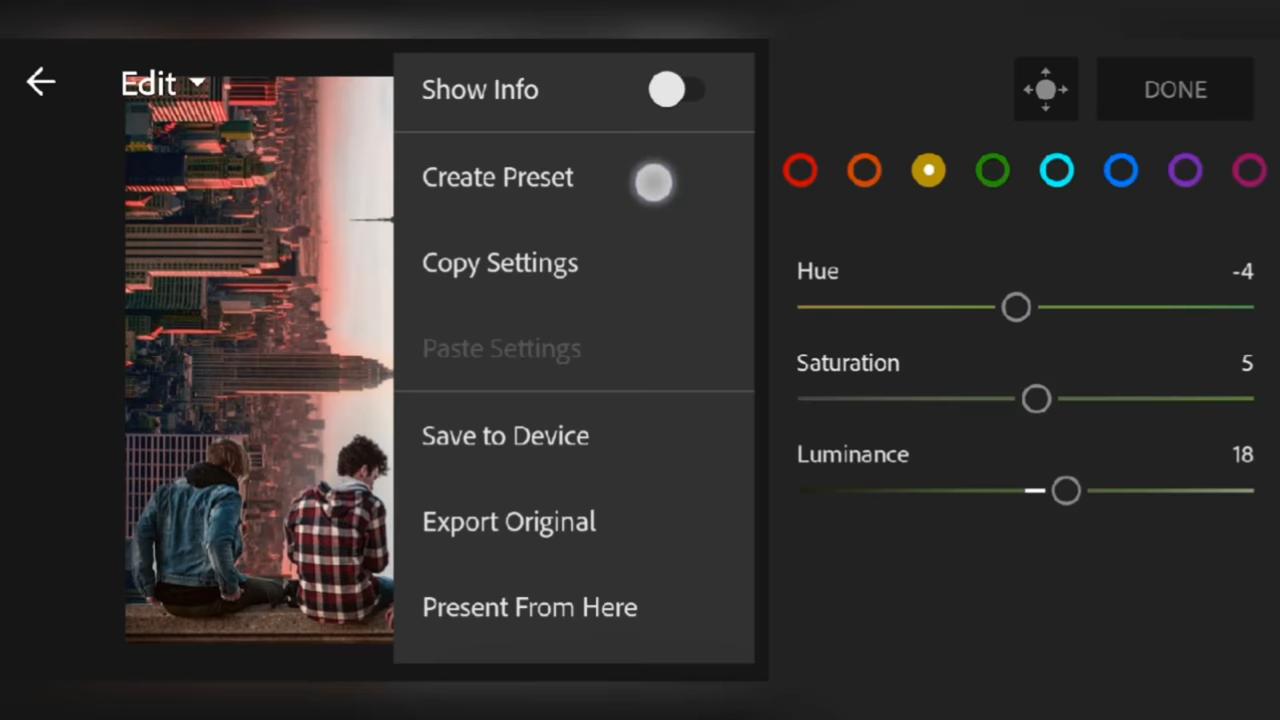 Edit
Show Info
Create Preset
Copy Settings
Paste Settings
Save to Device
Export Original
Present From Here
DONE
Hue -4
Saturation 5
Luminance 18